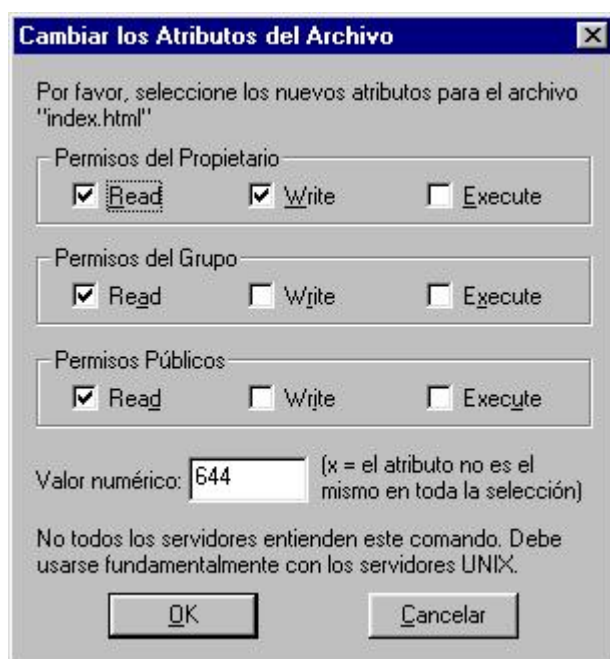 Cambiar los Atributos del Archivo
Por favor, seleccione los nuevos atributos para el archivo
"index.html"
Permisos del Propietario
Read Write Execute
Permisos del Grupo
Read Write Execute
Permisos Públicos
Read Write Execute
Valor numérico: 644 (x = el atributo no es el
mismo en toda la selección)
No todos los servidores entienden este comando. Debe
usarse fundamentalmente con los servidores UNIX.
OK Cancelar